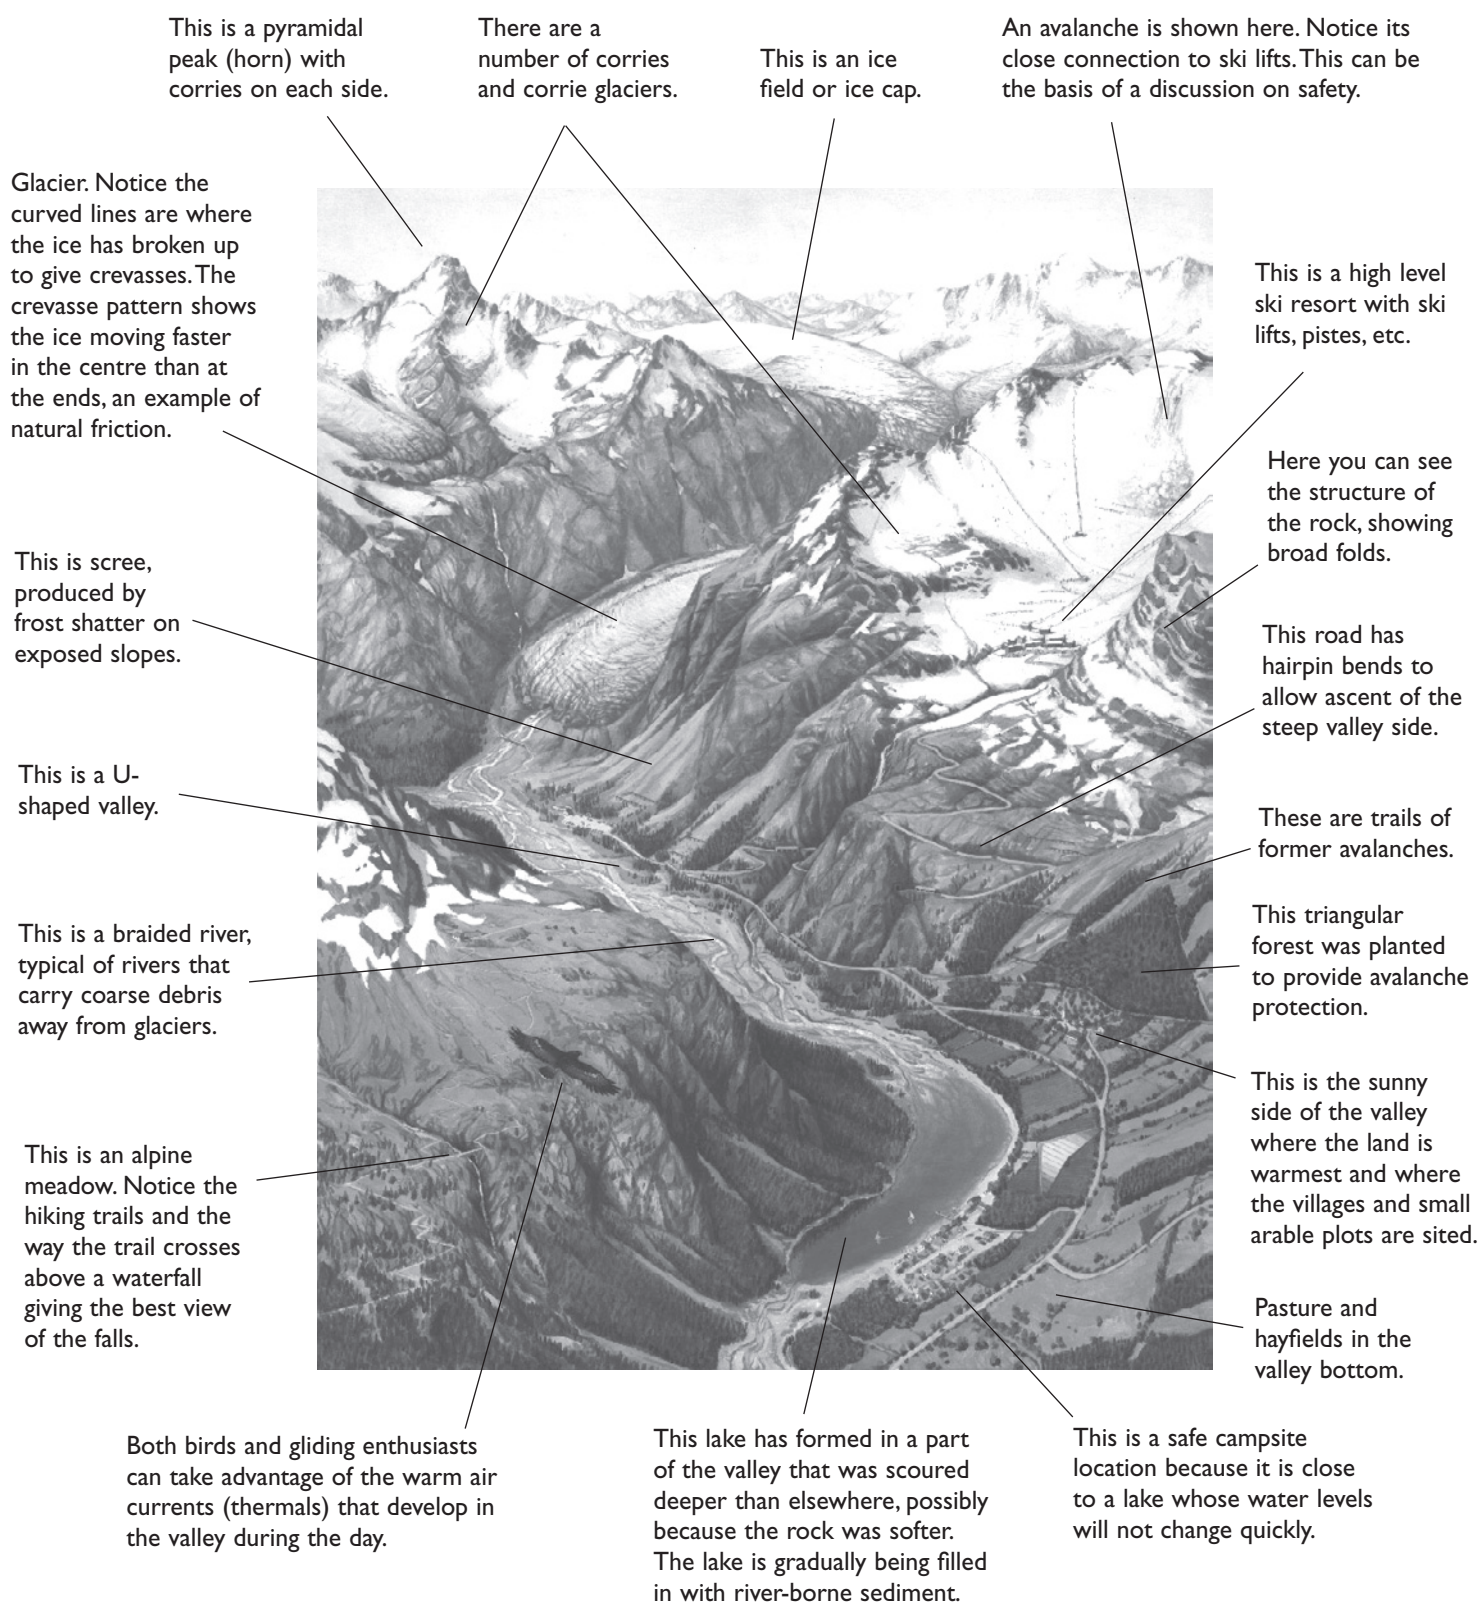 This is a pyramidal
peak (horn) with
corries on each side.
There are a
number of corries
and corrie glaciers.
This is an ice
field or ice cap.
An avalanche is shown here. Notice its
close connection to ski lifts. This can be
the basis of a discussion on safety.
Glacier. Notice the
curved lines are where
the ice has broken up
to give crevasses. The
crevasse pattern shows
the ice moving faster
in the centre than at
the ends, an example of
natural friction.
This is a high level
ski resort with ski
lifts, pistes, etc.
Here you can see
the structure of
the rock, showing
broad folds.
This is scree,
produced by
frost shatter on
exposed slopes.
This road has
hairpin bends to
allow ascent of the
steep valley side.
This is a U-
shaped valley.
These are trails of
former avalanches.
This is a braided river,
typical of rivers that
carry coarse debris
away from glaciers.
This triangular
forest was planted
to provide avalanche
protection.
This is the sunny
side of the valley
where the land is
warmest and where
the villages and small
arable plots are sited.
This is an alpine
meadow. Notice the
hiking trails and the
way the trail crosses
above a waterfall
giving the best view
of the falls.
Pasture and
hayfields in the
valley bottom.
Both birds and gliding enthusiasts
can take advantage of the warm air
currents (thermals) that develop in
the valley during the day.
This lake has formed in a part
of the valley that was scoured
deeper than elsewhere, possibly
because the rock was softer.
The lake is gradually being filled
in with river-borne sediment.
This is a safe campsite
location because it is close
to a lake whose water levels
will not change quickly.